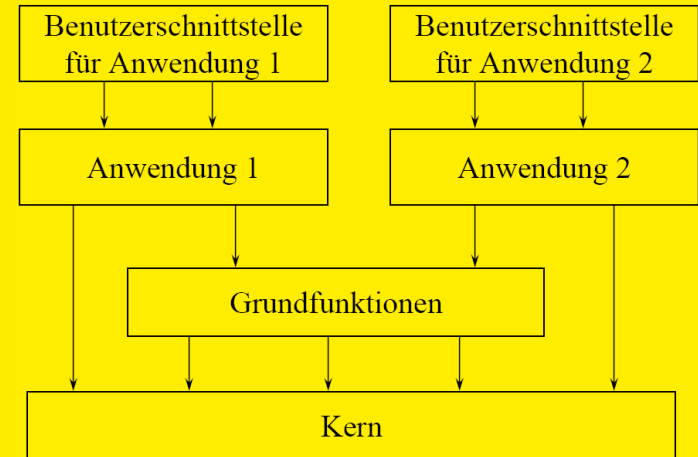 Benutzerschnittstelle
für Anwendung 1
Benutzerschnittstelle
für Anwendung 2
Anwendung 1
Anwendung 2
Grundfunktionen
Kern